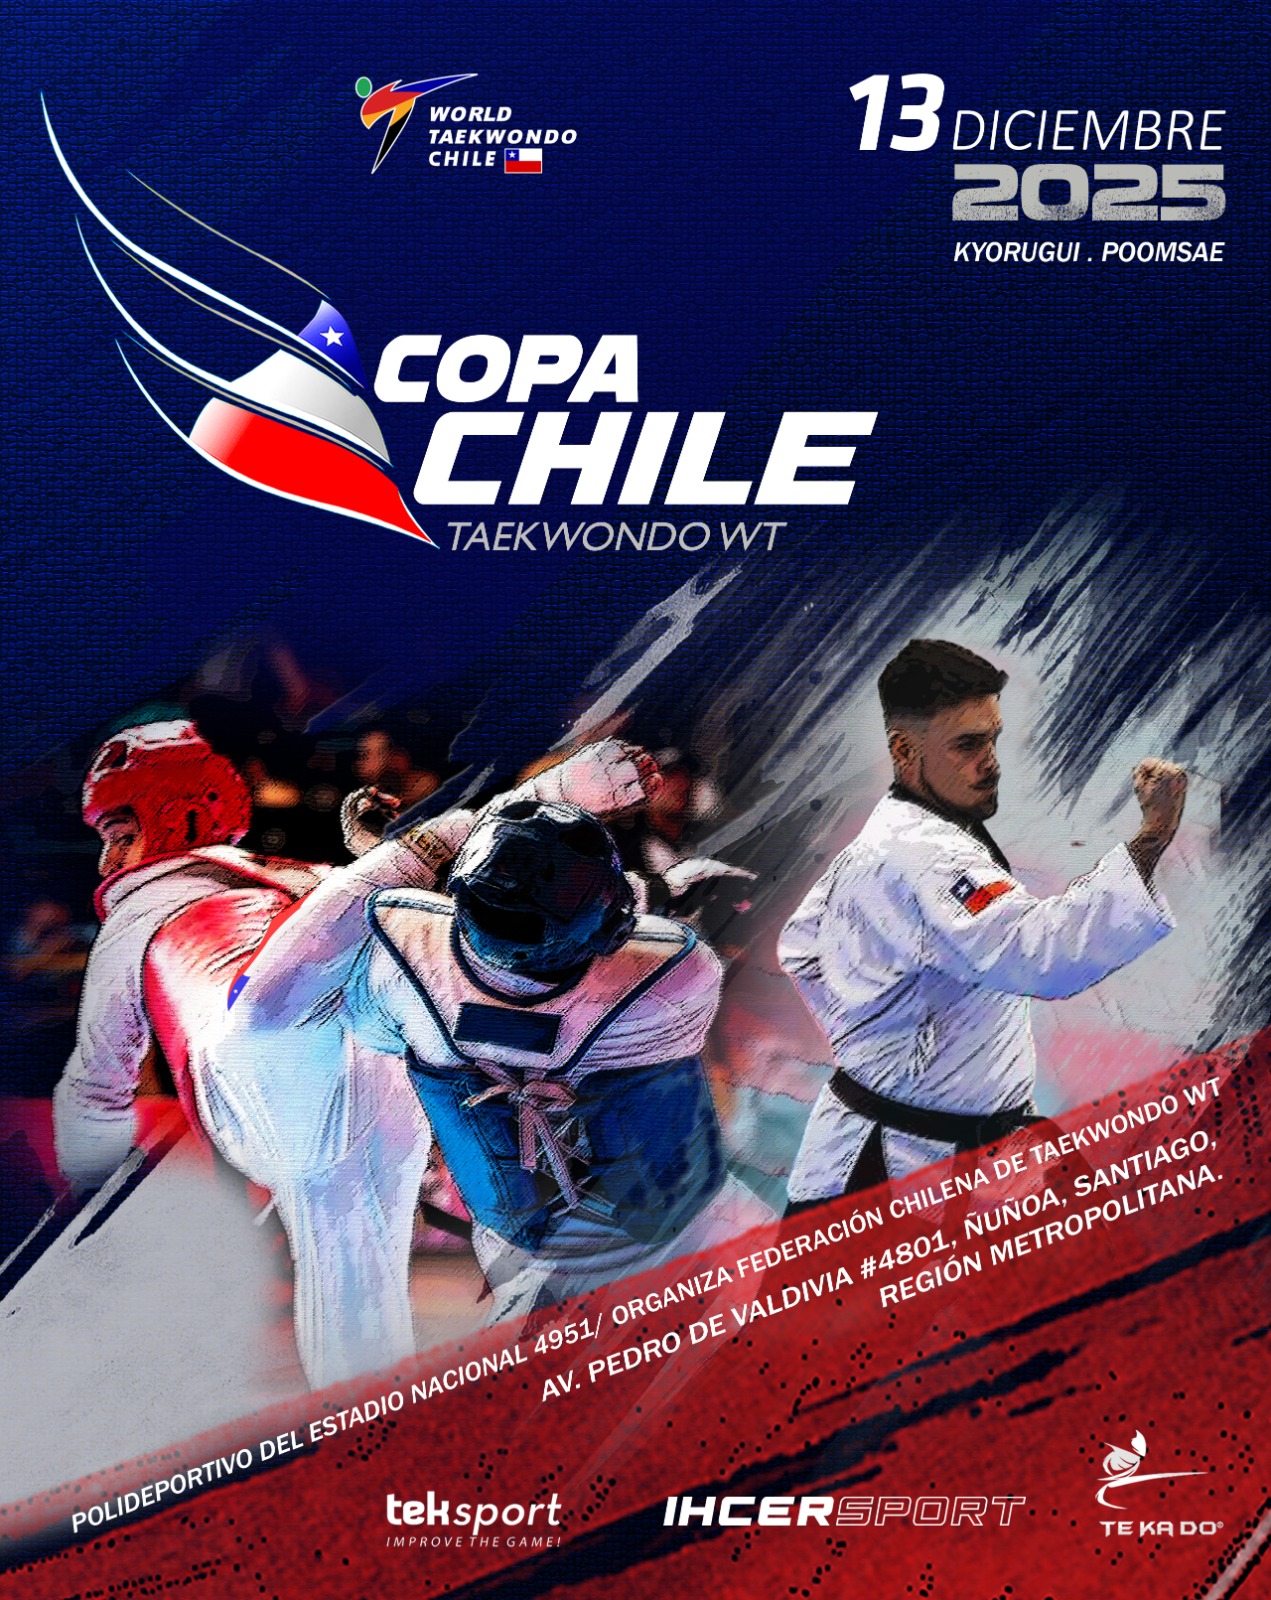 WORLD
TAEKWONDO
CHILE
13 DICIEMBRE
2025
KYORUGUI . POOMSAE
COPA
CHILE
TAEKWONDO WT
POLIDEPORTIVO DEL ESTADIO NACIONAL 4951/ ORGANIZA FEDERACIÓN CHILENA DE TAEKWONDO WT
AV. PEDRO DE VALDIVIA #4801, ÑUÑOA, SANTIAGO,
REGIÓN METROPOLITANA.
teksport
IMPROVE THE GAME!
IHCERSPORT
TE KA DO®